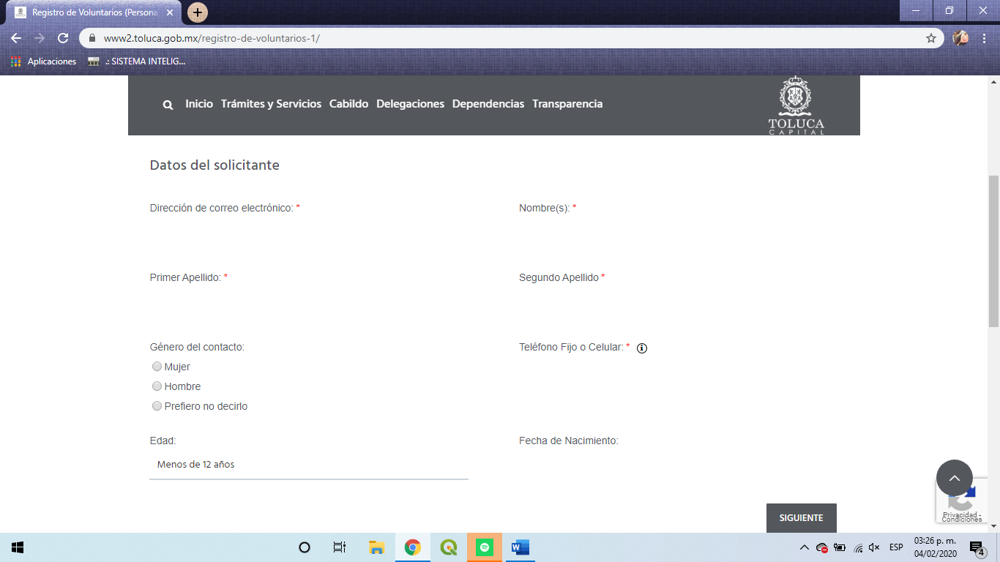 Registro de Voluntarios (Persona
www2.toluca.gob.mx/registro-de-voluntarios-1/
Aplicaciones
.: SISTEMA INTELIG...
Inicio Trámites y Servicios Cabildo Delegaciones Dependencias Transparencia
TOLUCA
CAPITAL
Datos del solicitante
Dirección de correo electrónico: *
Nombre(s): *
Primer Apellido: *
Segundo Apellido *
Género del contacto:
Teléfono Fijo o Celular: *
Mujer
Hombre
Prefiero no decirlo
Edad:
Fecha de Nacimiento:
Menos de 12 años
SIGUIENTE
Privacidad -
Condiciones
ESP
03:26 p. m.
04/02/2020
4